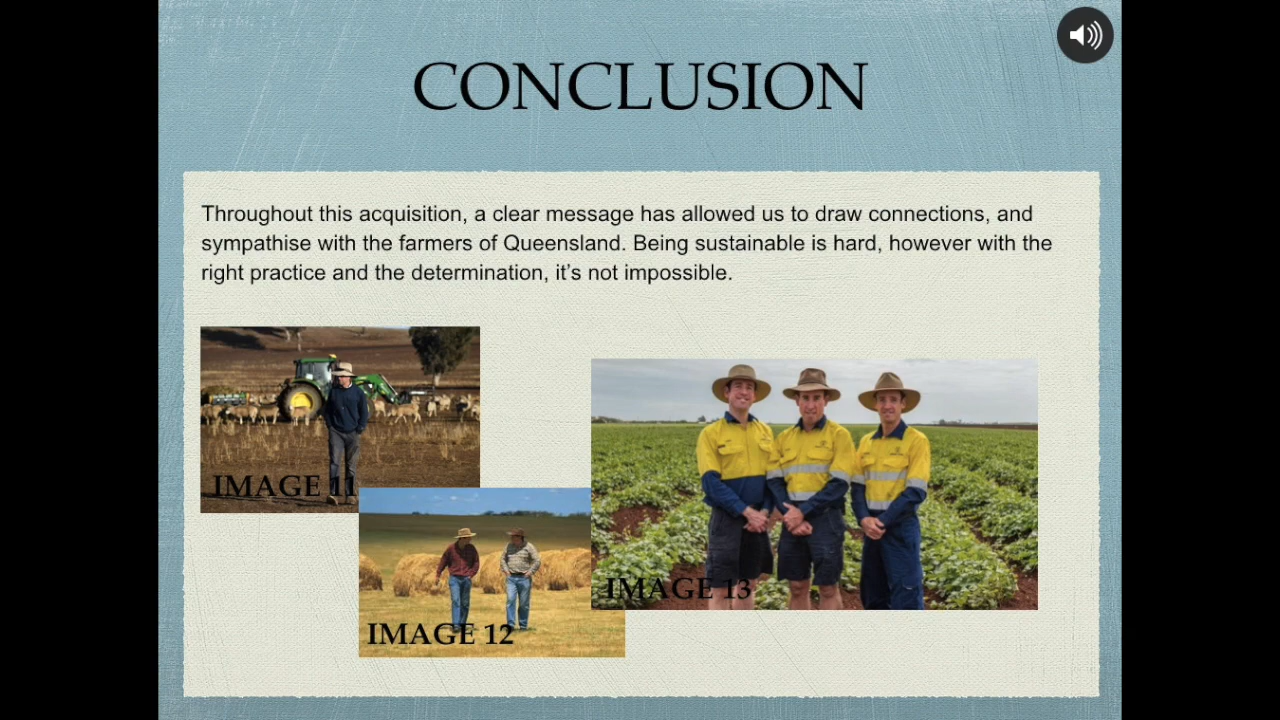 CONCLUSION
Throughout this acquisition, a clear message has allowed us to draw connections, and
sympathise with the farmers of Queensland. Being sustainable is hard, however with the
right practice and the determination, it’s not impossible.
IMAGE 11
IMAGE 12
IMAGE 13